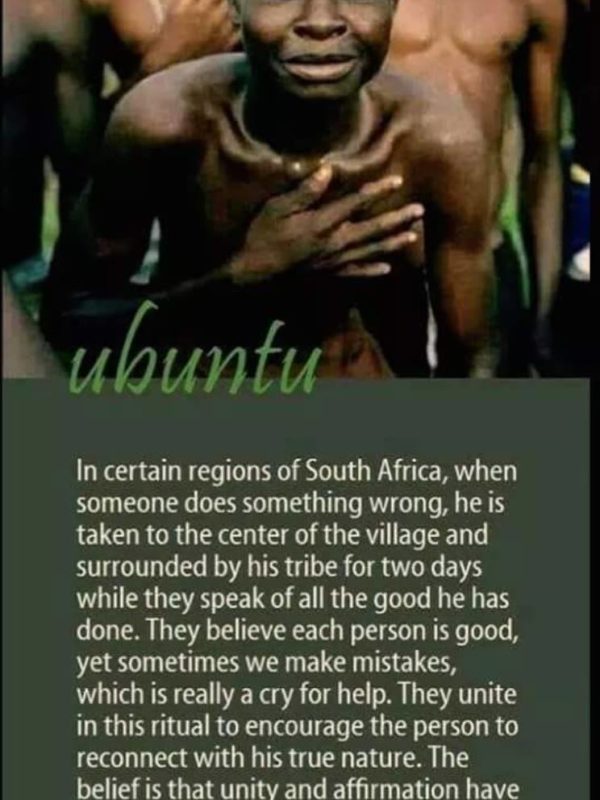 ubuntu
In certain regions of South Africa, when
someone does something wrong, he is
taken to the center of the village and
surrounded by his tribe for two days
while they speak of all the good he has
done. They believe each person is good,
yet sometimes we make mistakes,
which is really a cry for help. They unite
in this ritual to encourage the person to
reconnect with his true nature. The
belief is that unity and affirmation have